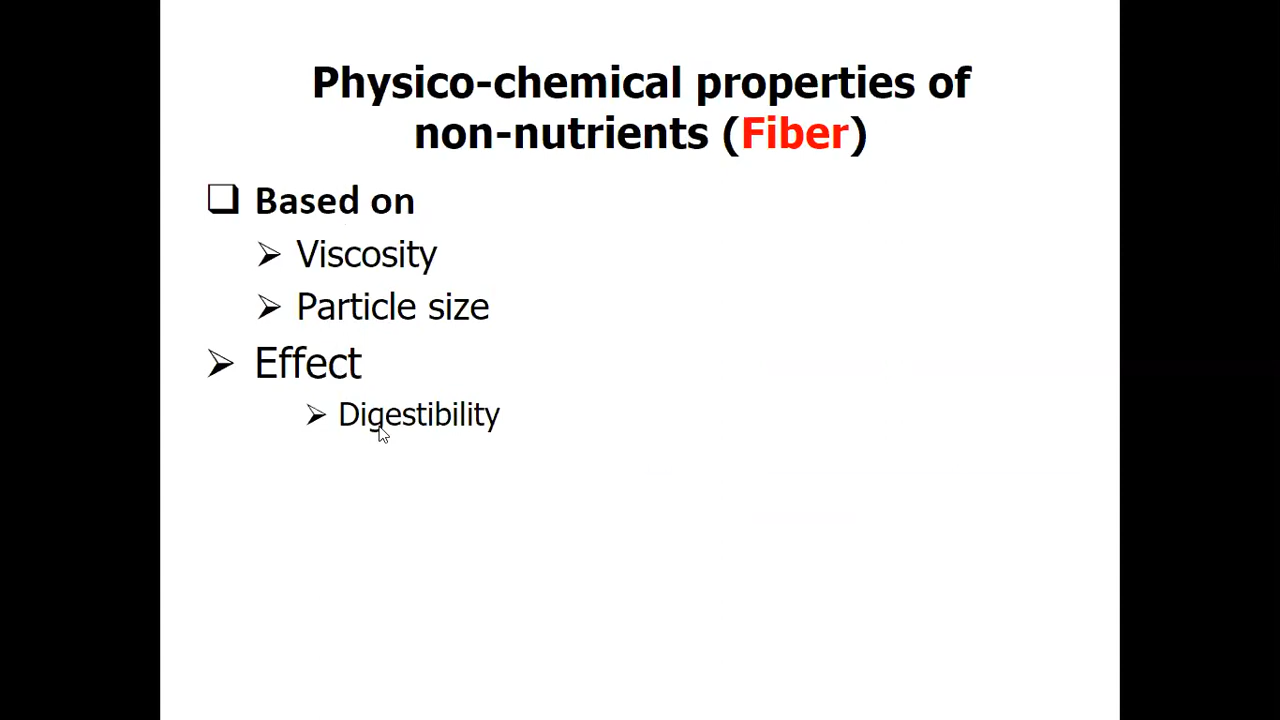 Physico-chemical properties of
non-nutrients (Fiber)
Based on
Viscosity
Particle size
Effect
Digestibility